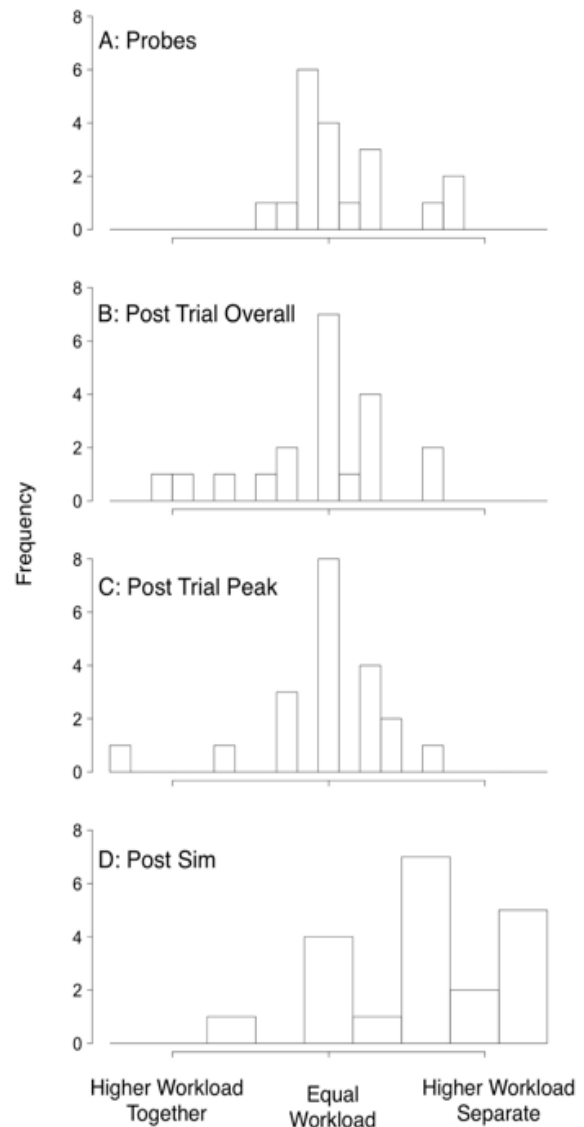 8
A: Probes
6
4
2
0
8
B: Post Trial Overall
6
4
2
0
Frequency
8
C: Post Trial Peak
6
4
2
0
8
D: Post Sim
6
4
2
0
Higher Workload
Together
Equal
Workload
Higher Workload
Separate